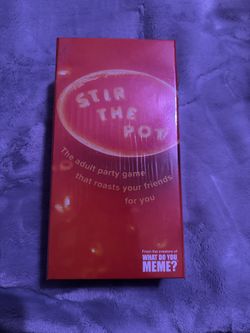 STIR
THE
POT
The adult party game
that roasts your friends
for you
From the creators of
WHAT DO YOU
MEME?